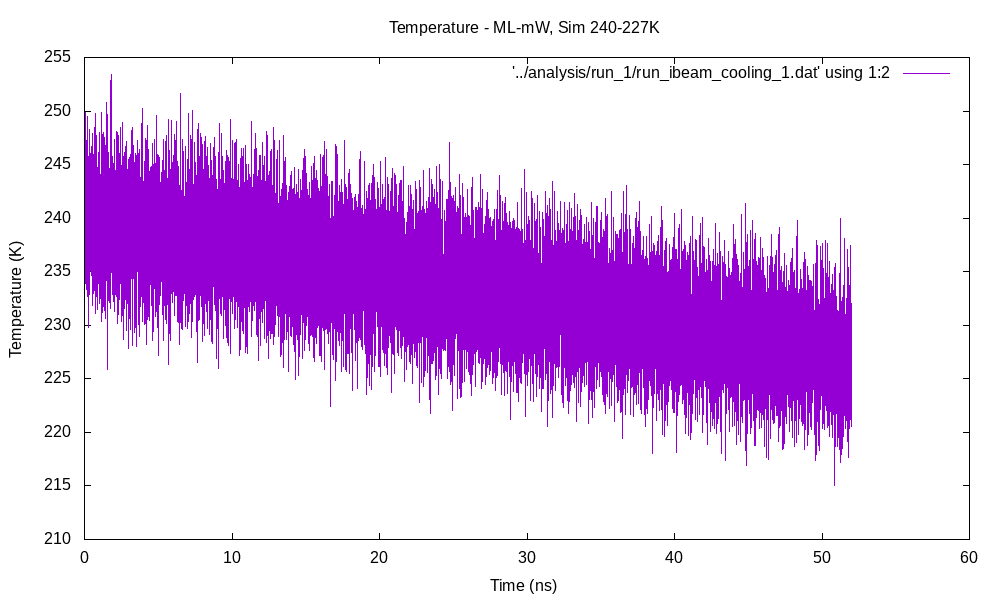 Temperature - ML-mW, Sim 240-227K
'../analysis/run_1/run_ibeam_cooling_1.dat' using 1:2
255
250
245
240
235
230
225
220
215
210
Temperature (K)
0 10 20 30 40 50 60
Time (ns)